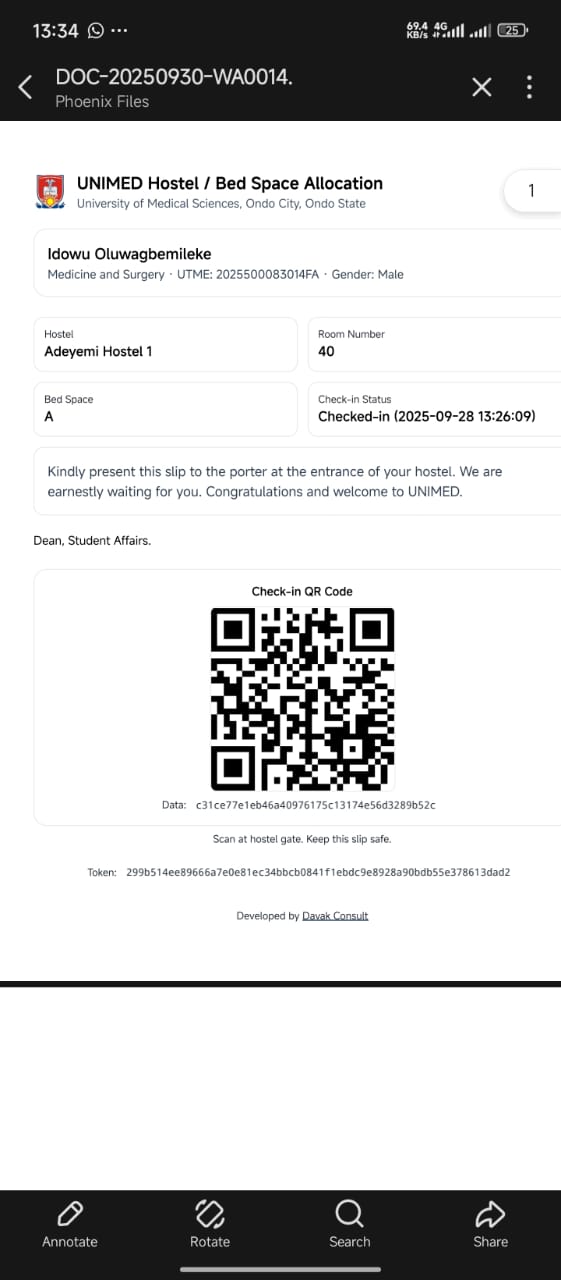 13:34
69.4 KB/s 4G 25
DOC-20250930-WA0014.
Phoenix Files
1
UNIMED Hostel / Bed Space Allocation
University of Medical Sciences, Ondo City, Ondo State
Idowu Oluwagbemileke
Medicine and Surgery · UTME: 2025500083014FA · Gender: Male
Hostel
Adeyemi Hostel 1
Room Number
40
Bed Space
A
Check-in Status
Checked-in (2025-09-28 13:26:09)
Kindly present this slip to the porter at the entrance of your hostel. We are
earnestly waiting for you. Congratulations and welcome to UNIMED.
Dean, Student Affairs.
Check-in QR Code
Data: c31ce77e1eb46a40976175c13174e56d3289b52c
Scan at hostel gate. Keep this slip safe.
Token: 299b514ee89666a7e0e81ec34bbcb0841f1ebdc9e8928a90bdb55e378613dad2
Developed by Davak Consult
Annotate
Rotate
Search
Share